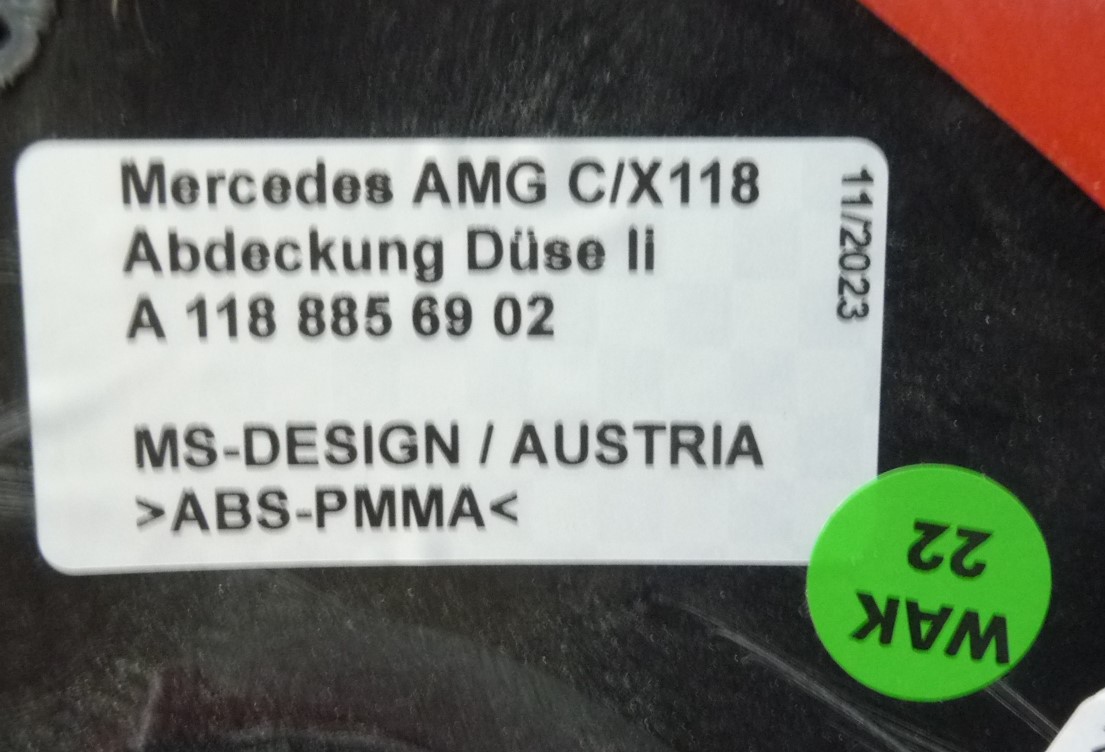 Mercedes AMG C/X118
Abdeckung Düse li
A 118 885 69 02
MS-DESIGN / AUSTRIA
>ABS-PMMA<
11/2023
WAK
22